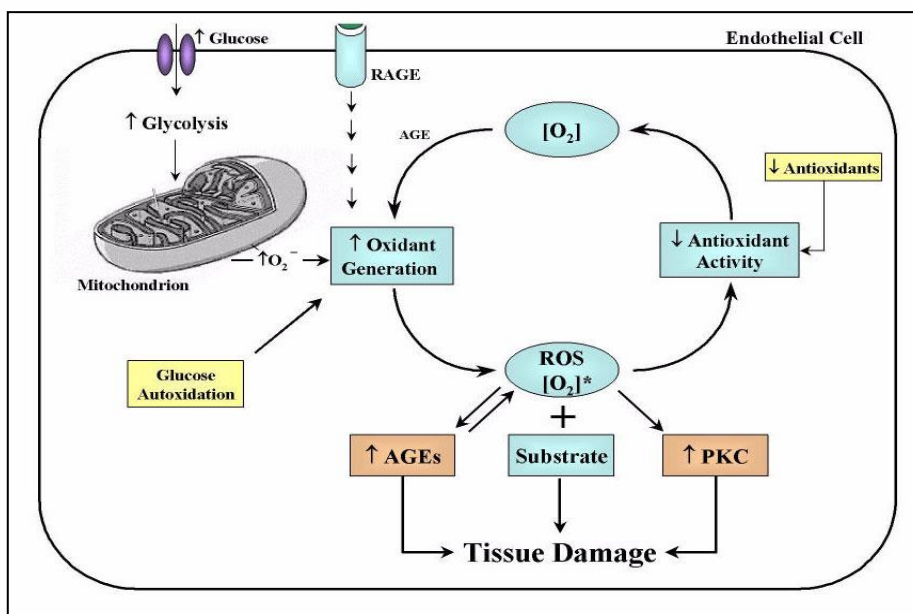 ↑ Glucose
Endothelial Cell
RAGE
↑ Glycolysis
AGE
[O₂]
↓ Antioxidants
↑ Oxidant
Generation
↓ Antioxidant
Activity
↑O₂⁻
Mitochondrion
Glucose
Autoxidation
ROS
[O₂]*
+
↑ AGEs
Substrate
↑ PKC
Tissue Damage